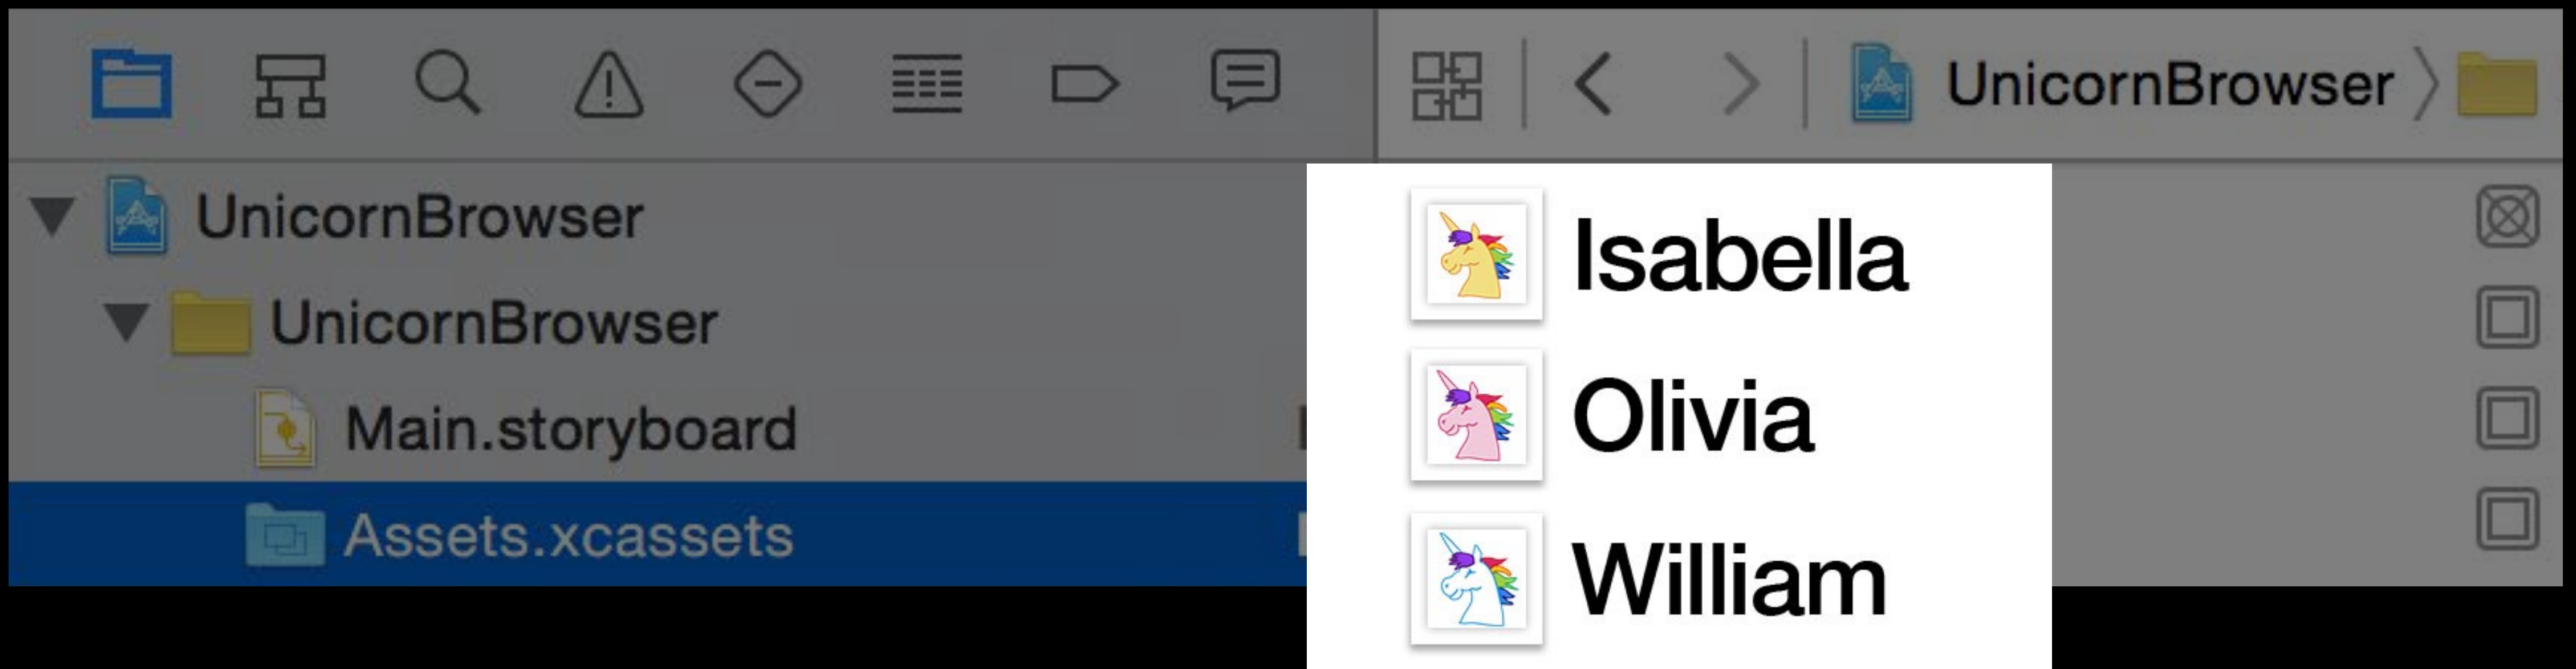 UnicornBrowser
UnicornBrowser
UnicornBrowser
Main.storyboard
Assets.xcassets
Isabella
Olivia
William